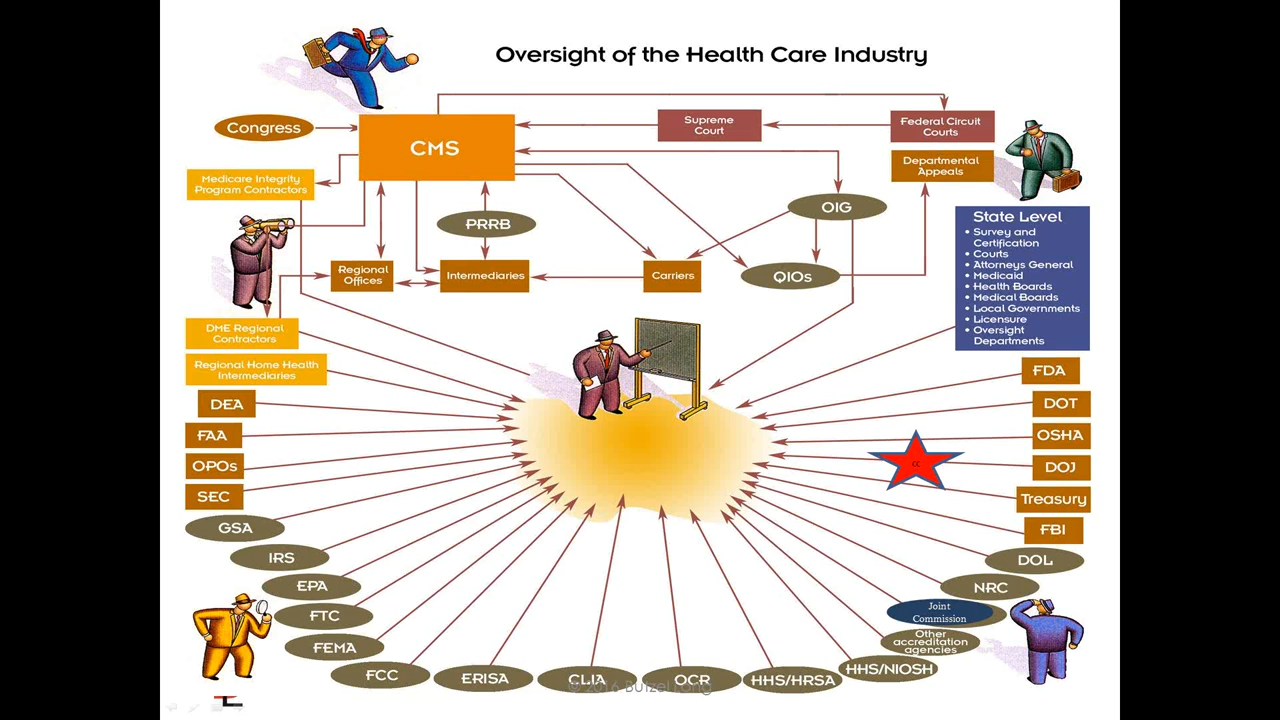 Oversight of the Health Care Industry
Congress
CMS
Supreme
Court
Federal Circuit
Courts
Departmental
Appeals
Medicare Integrity
Program Contractors
PRRB
OIG
State Level
• Survey and
Certification
• Courts
• Attorneys General
• Medicaid
• Health Boards
• Medical Boards
• Local Governments
• Licensure
• Oversight
Departments
Regional
Offices
Intermediaries
Carriers
QIOs
DME Regional
Contractors
Regional Home Health
Intermediaries
DEA
FAA
OPOs
SEC
GSA
IRS
EPA
FTC
FEMA
FCC
ERISA
CLIA
OCR
HHS/HRSA
HHS/NIOSH
Other
accreditation
agencies
Joint
Commission
NRC
DOL
FBI
Treasury
DOJ
OSHA
DOT
FDA
CC
© 2016 Butzel Long